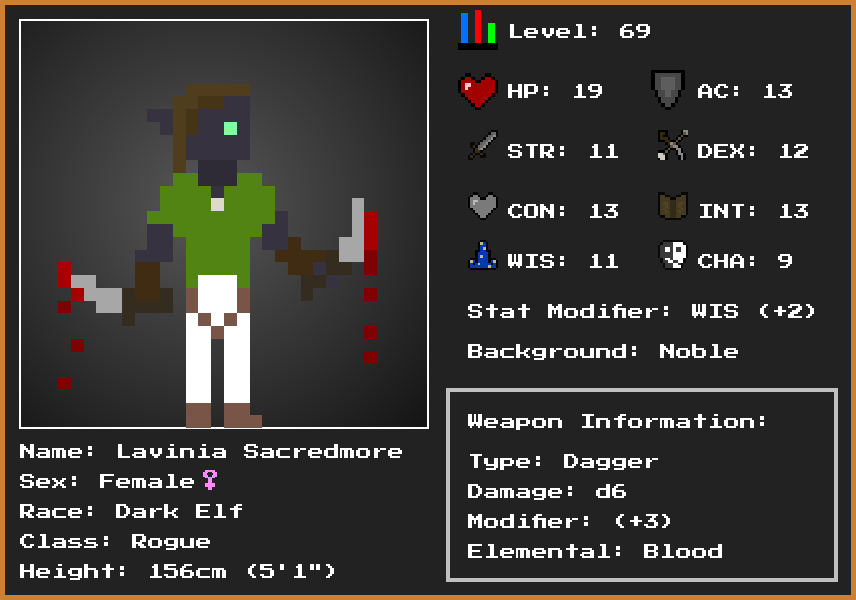 Level: 69
HP: 19
AC: 13
STR: 11
DEX: 12
CON: 13
INT: 13
WIS: 11
CHA: 9
Stat Modifier: WIS (+2)
Background: Noble
Weapon Information:
Type: Dagger
Damage: d6
Modifier: (+3)
Elemental: Blood
Name: Lavinia Sacredmore
Sex: Female♀
Race: Dark Elf
Class: Rogue
Height: 156cm (5'1")